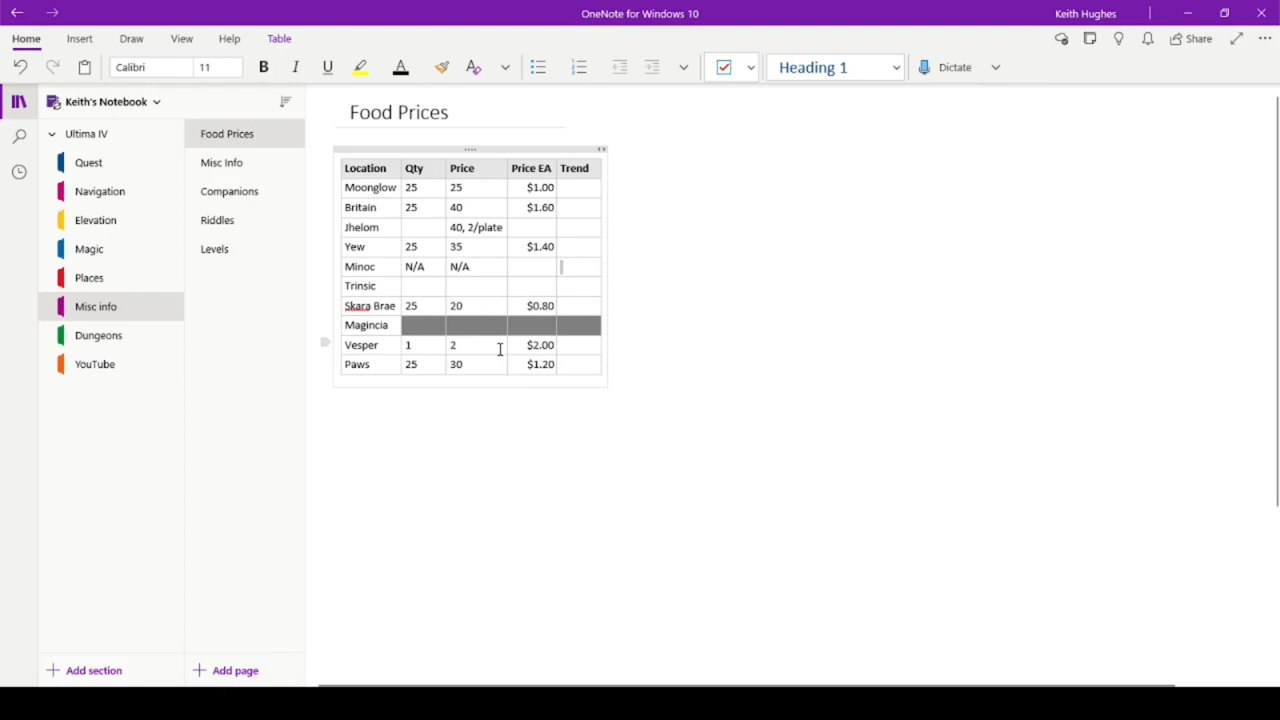 OneNote for Windows 10
Keith Hughes
Home Insert Draw View Help Table
Share
Calibri 11 B I U A A Heading 1 Dictate
Keith's Notebook
Ultima IV
Quest
Navigation
Elevation
Magic
Places
Misc info
Dungeons
YouTube
Add section
Food Prices
Misc Info
Companions
Riddles
Levels
Add page
Food Prices
Location Qty Price Price EA Trend
Moonglow 25 25 $1.00
Britain 25 40 $1.60
Jhelom 40, 2/plate
Yew 25 35 $1.40
Minoc N/A N/A
Trinsic
Skara Brae 25 20 $0.80
Magincia
Vesper 1 2 $2.00
Paws 25 30 $1.20